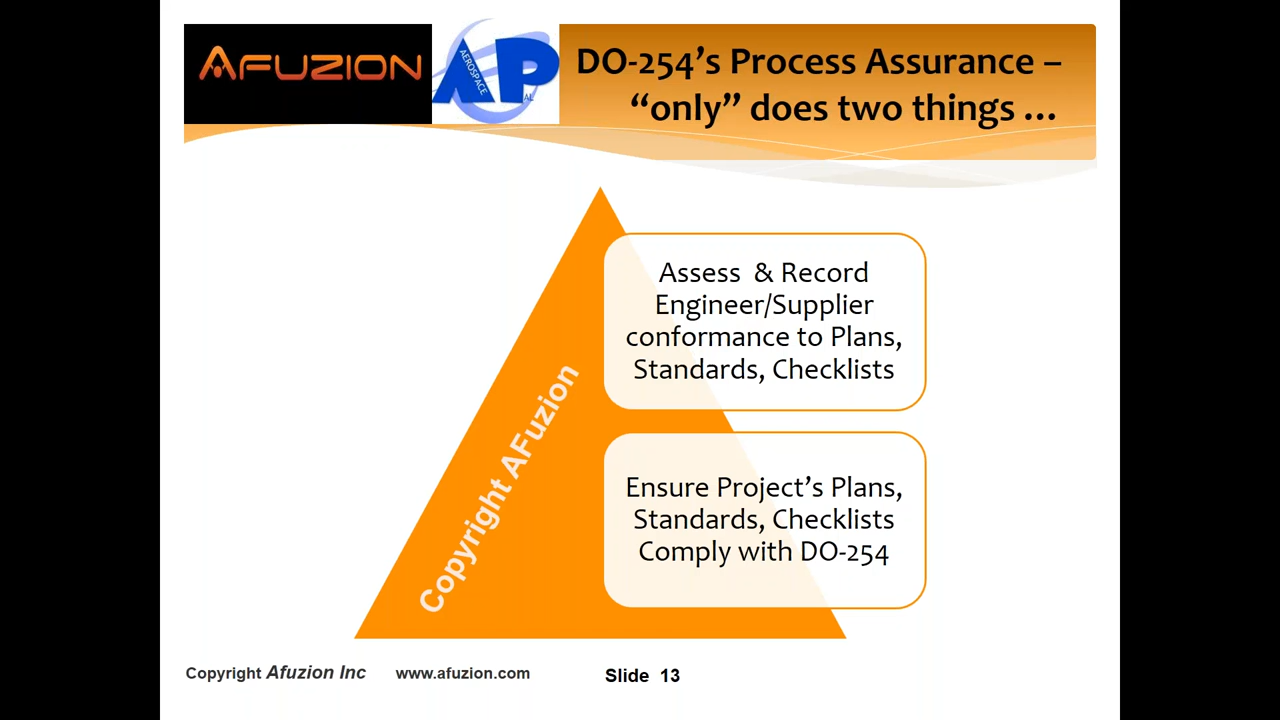 AFUZION
AEROSPACE
AP
AL
DO-254’s Process Assurance –
“only” does two things …
Assess & Record
Engineer/Supplier
conformance to Plans,
Standards, Checklists
Copyright AFuzion
Ensure Project’s Plans,
Standards, Checklists
Comply with DO-254
Copyright Afuzion Inc www.afuzion.com Slide 13